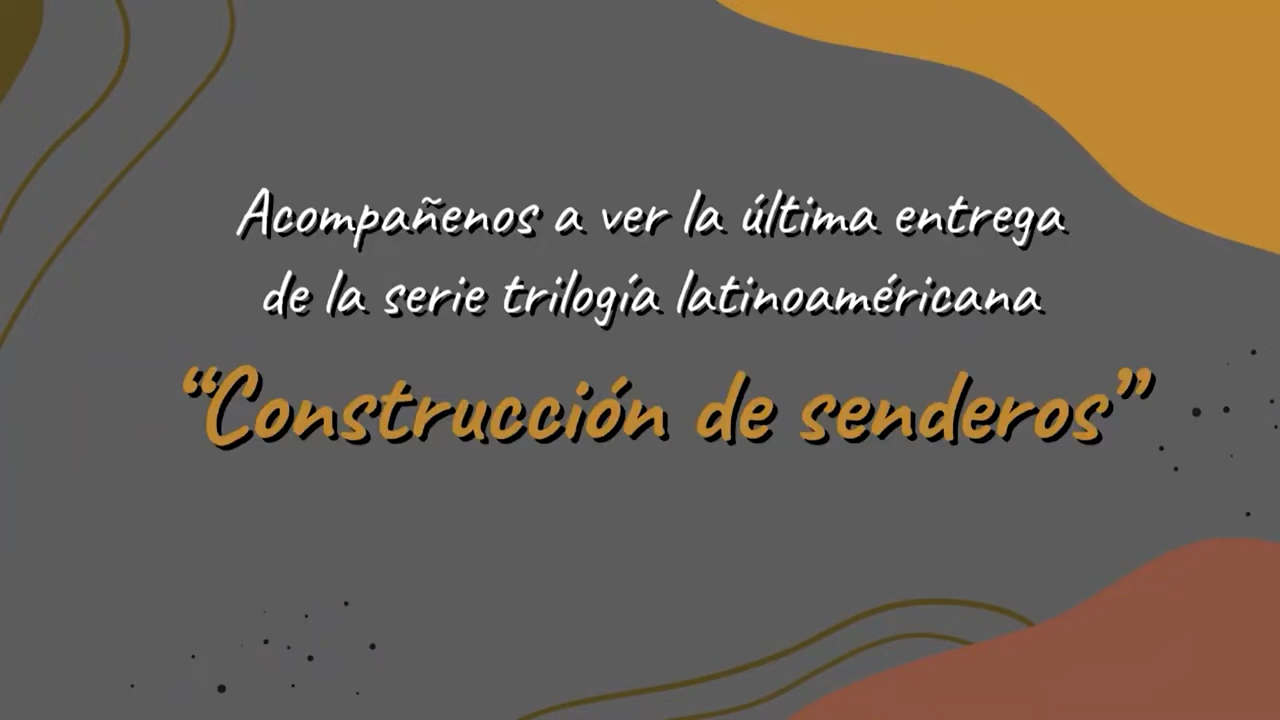 Acompañenos a ver la última entrega
de la serie trilogía latinoaméricana
“Construcción de senderos”